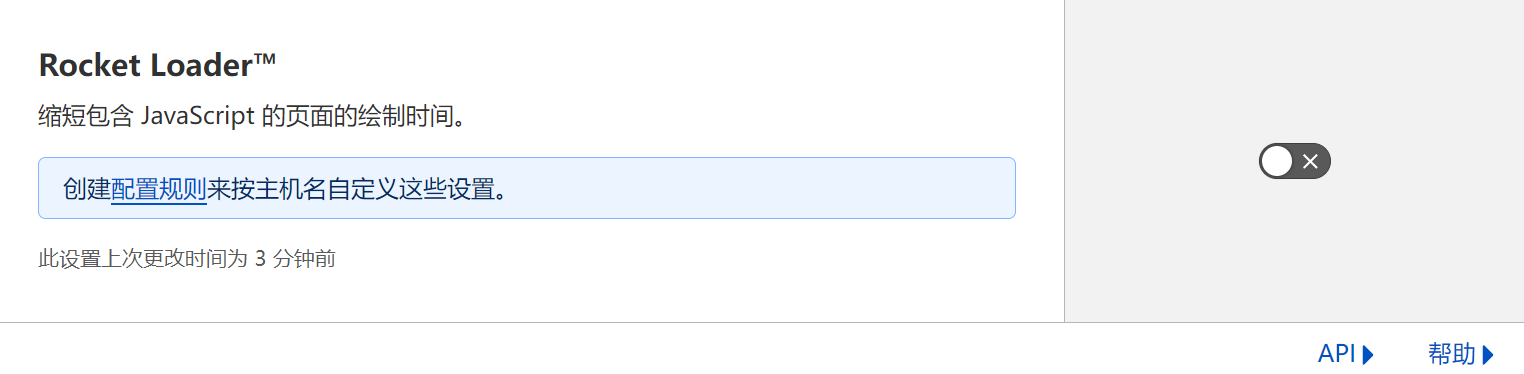 Rocket Loader™
缩短包含 JavaScript 的页面的绘制时间。
创建配置规则来按主机名自定义这些设置。
此设置上次更改时间为 3 分钟前
API 帮助